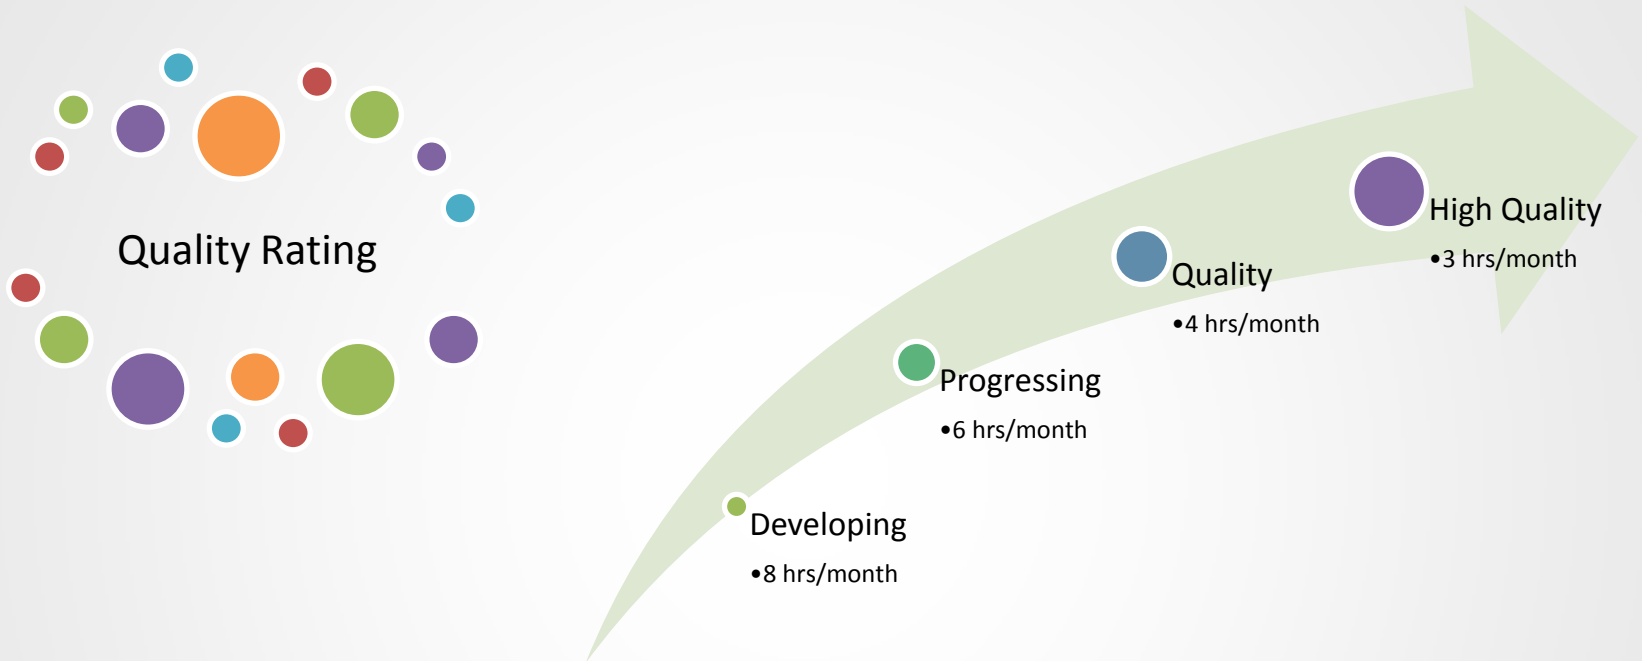 Quality Rating
High Quality
•3 hrs/month
Quality
•4 hrs/month
Progressing
•6 hrs/month
Developing
•8 hrs/month